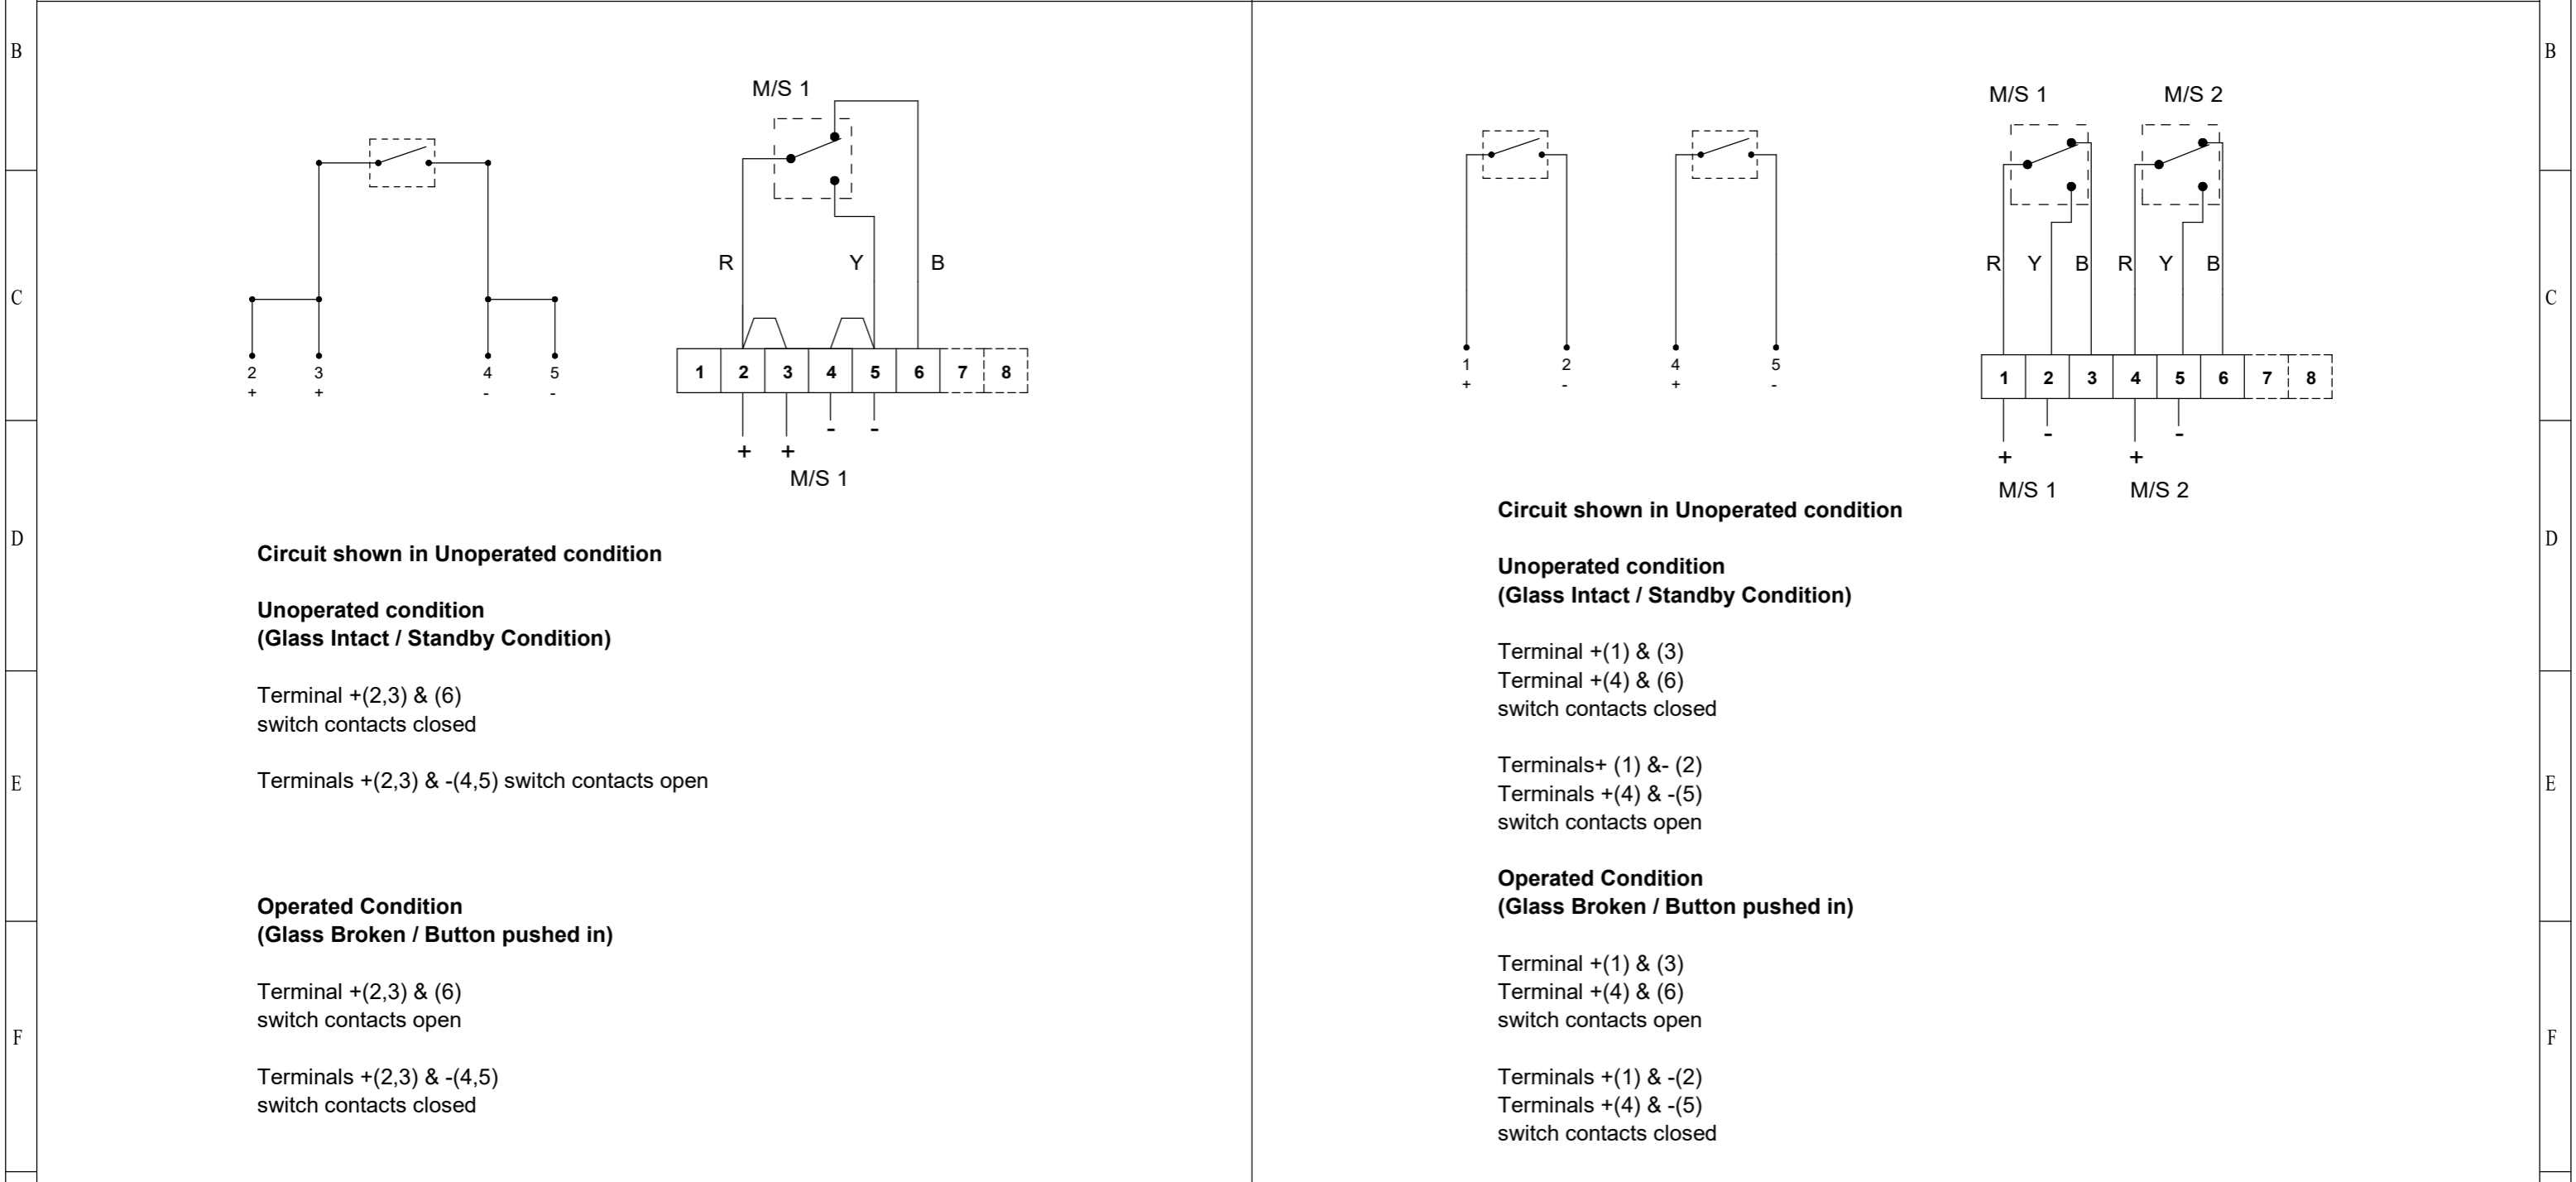 B
C
D
E
F
M/S 1
R Y B
2 3 4 5
+ + - -
1 2 3 4 5 6 7 8
+ + - -
M/S 1
Circuit shown in Unoperated condition
Unoperated condition
(Glass Intact / Standby Condition)
Terminal +(2,3) & (6)
switch contacts closed
Terminals +(2,3) & -(4,5) switch contacts open
Operated Condition
(Glass Broken / Button pushed in)
Terminal +(2,3) & (6)
switch contacts open
Terminals +(2,3) & -(4,5)
switch contacts closed
M/S 1 M/S 2
R Y B R Y B
1 2 4 5
+ - + -
1 2 3 4 5 6 7 8
+ - + -
M/S 1 M/S 2
Circuit shown in Unoperated condition
Unoperated condition
(Glass Intact / Standby Condition)
Terminal +(1) & (3)
Terminal +(4) & (6)
switch contacts closed
Terminals+ (1) &- (2)
Terminals +(4) & -(5)
switch contacts open
Operated Condition
(Glass Broken / Button pushed in)
Terminal +(1) & (3)
Terminal +(4) & (6)
switch contacts open
Terminals +(1) & -(2)
Terminals +(4) & -(5)
switch contacts closed
B
C
D
E
F